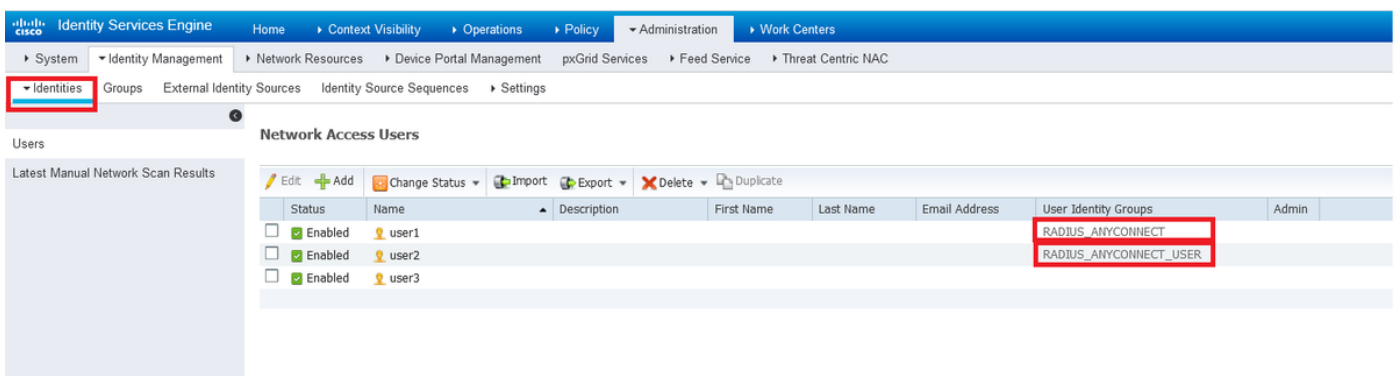 cisco Identity Services Engine Home Context Visibility Operations Policy Administration Work Centers
System Identity Management Network Resources Device Portal Management pxGrid Services Feed Service Threat Centric NAC
Identities Groups External Identity Sources Identity Source Sequences Settings
Users
Latest Manual Network Scan Results
Network Access Users
Edit Add Change Status Import Export Delete Duplicate
Status Name Description First Name Last Name Email Address User Identity Groups Admin
Enabled user1 RADIUS_ANYCONNECT
Enabled user2 RADIUS_ANYCONNECT_USER
Enabled user3